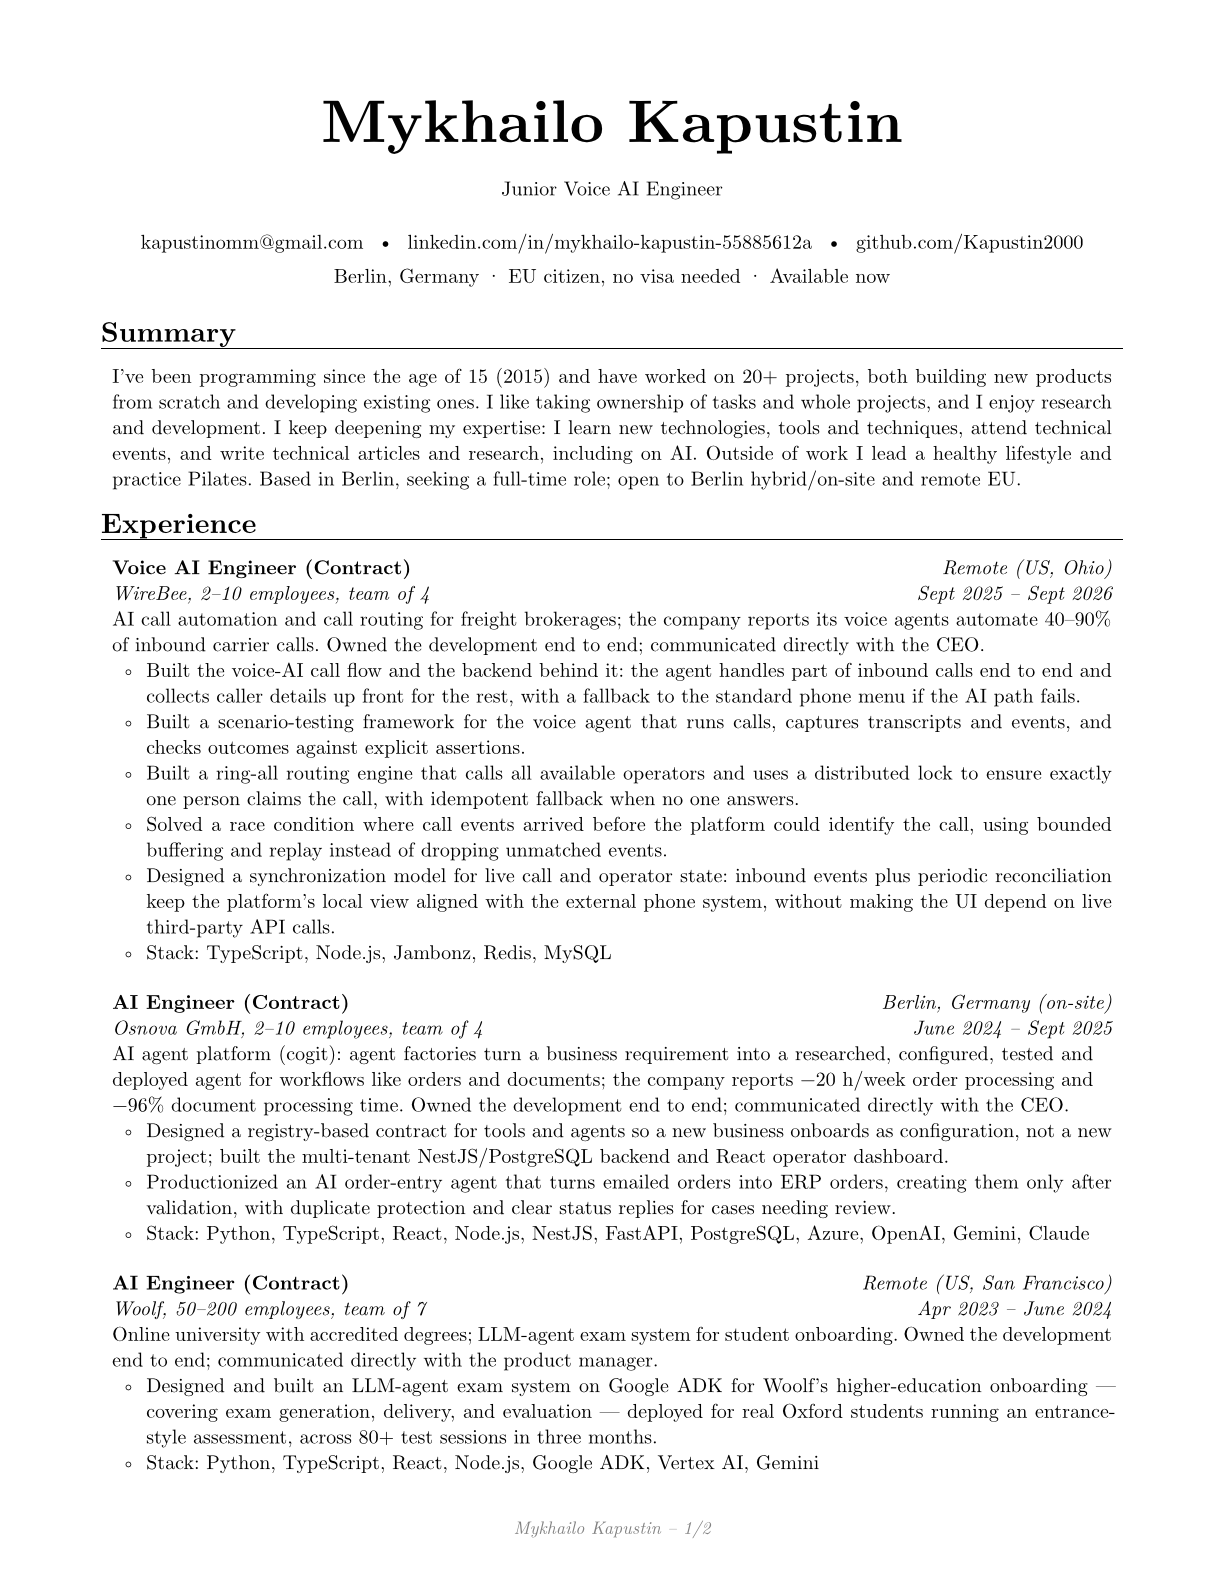 Mykhailo Kapustin
Junior Voice AI Engineer
kapustinomm@gmail.com • linkedin.com/in/mykhailo-kapustin-55885612a • github.com/Kapustin2000
Berlin, Germany · EU citizen, no visa needed · Available now
Summary
I've been programming since the age of 15 (2015) and have worked on 20+ projects, both building new products
from scratch and developing existing ones. I like taking ownership of tasks and whole projects, and I enjoy research
and development. I keep deepening my expertise: I learn new technologies, tools and techniques, attend technical
events, and write technical articles and research, including on AI. Outside of work I lead a healthy lifestyle and
practice Pilates. Based in Berlin, seeking a full-time role; open to Berlin hybrid/on-site and remote EU.
Experience
Voice AI Engineer (Contract) Remote (US, Ohio)
WireBee, 2–10 employees, team of 4 Sept 2025 – Sept 2026
AI call automation and call routing for freight brokerages; the company reports its voice agents automate 40–90%
of inbound carrier calls. Owned the development end to end; communicated directly with the CEO.
◦ Built the voice-AI call flow and the backend behind it: the agent handles part of inbound calls end to end and
collects caller details up front for the rest, with a fallback to the standard phone menu if the AI path fails.
◦ Built a scenario-testing framework for the voice agent that runs calls, captures transcripts and events, and
checks outcomes against explicit assertions.
◦ Built a ring-all routing engine that calls all available operators and uses a distributed lock to ensure exactly
one person claims the call, with idempotent fallback when no one answers.
◦ Solved a race condition where call events arrived before the platform could identify the call, using bounded
buffering and replay instead of dropping unmatched events.
◦ Designed a synchronization model for live call and operator state: inbound events plus periodic reconciliation
keep the platform's local view aligned with the external phone system, without making the UI depend on live
third-party API calls.
◦ Stack: TypeScript, Node.js, Jambonz, Redis, MySQL
AI Engineer (Contract) Berlin, Germany (on-site)
Osnova GmbH, 2–10 employees, team of 4 June 2024 – Sept 2025
AI agent platform (cogit): agent factories turn a business requirement into a researched, configured, tested and
deployed agent for workflows like orders and documents; the company reports −20 h/week order processing and
−96% document processing time. Owned the development end to end; communicated directly with the CEO.
◦ Designed a registry-based contract for tools and agents so a new business onboards as configuration, not a new
project; built the multi-tenant NestJS/PostgreSQL backend and React operator dashboard.
◦ Productionized an AI order-entry agent that turns emailed orders into ERP orders, creating them only after
validation, with duplicate protection and clear status replies for cases needing review.
◦ Stack: Python, TypeScript, React, Node.js, NestJS, FastAPI, PostgreSQL, Azure, OpenAI, Gemini, Claude
AI Engineer (Contract) Remote (US, San Francisco)
Woolf, 50–200 employees, team of 7 Apr 2023 – June 2024
Online university with accredited degrees; LLM-agent exam system for student onboarding. Owned the development
end to end; communicated directly with the product manager.
◦ Designed and built an LLM-agent exam system on Google ADK for Woolf's higher-education onboarding —
covering exam generation, delivery, and evaluation — deployed for real Oxford students running an entrance-
style assessment, across 80+ test sessions in three months.
◦ Stack: Python, TypeScript, React, Node.js, Google ADK, Vertex AI, Gemini
Mykhailo Kapustin – 1/2